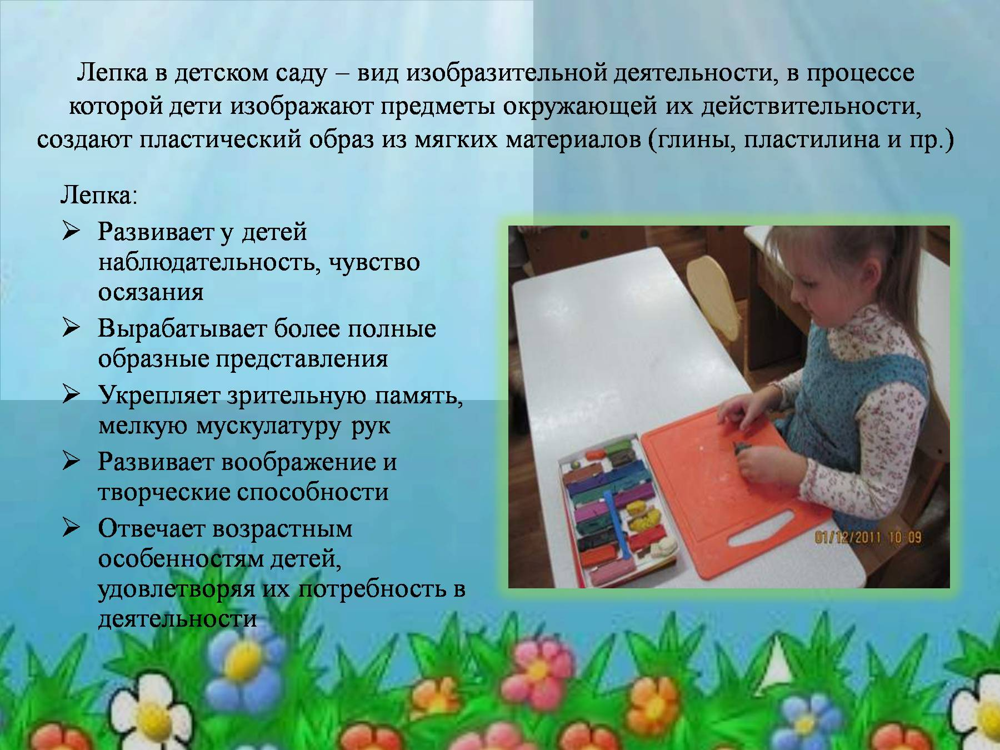 Лепка в детском саду – вид изобразительной деятельности, в процессе
которой дети изображают предметы окружающей их действительности,
создают пластический образ из мягких материалов (глины, пластилина и пр.)
Лепка:
Развивает у детей
наблюдательность, чувство
осязания
Вырабатывает более полные
образные представления
Укрепляет зрительную память,
мелкую мускулатуру рук
Развивает воображение и
творческие способности
Отвечает возрастным
особенностям детей,
удовлетворяя их потребность в
деятельности
01/12/2011 10:09